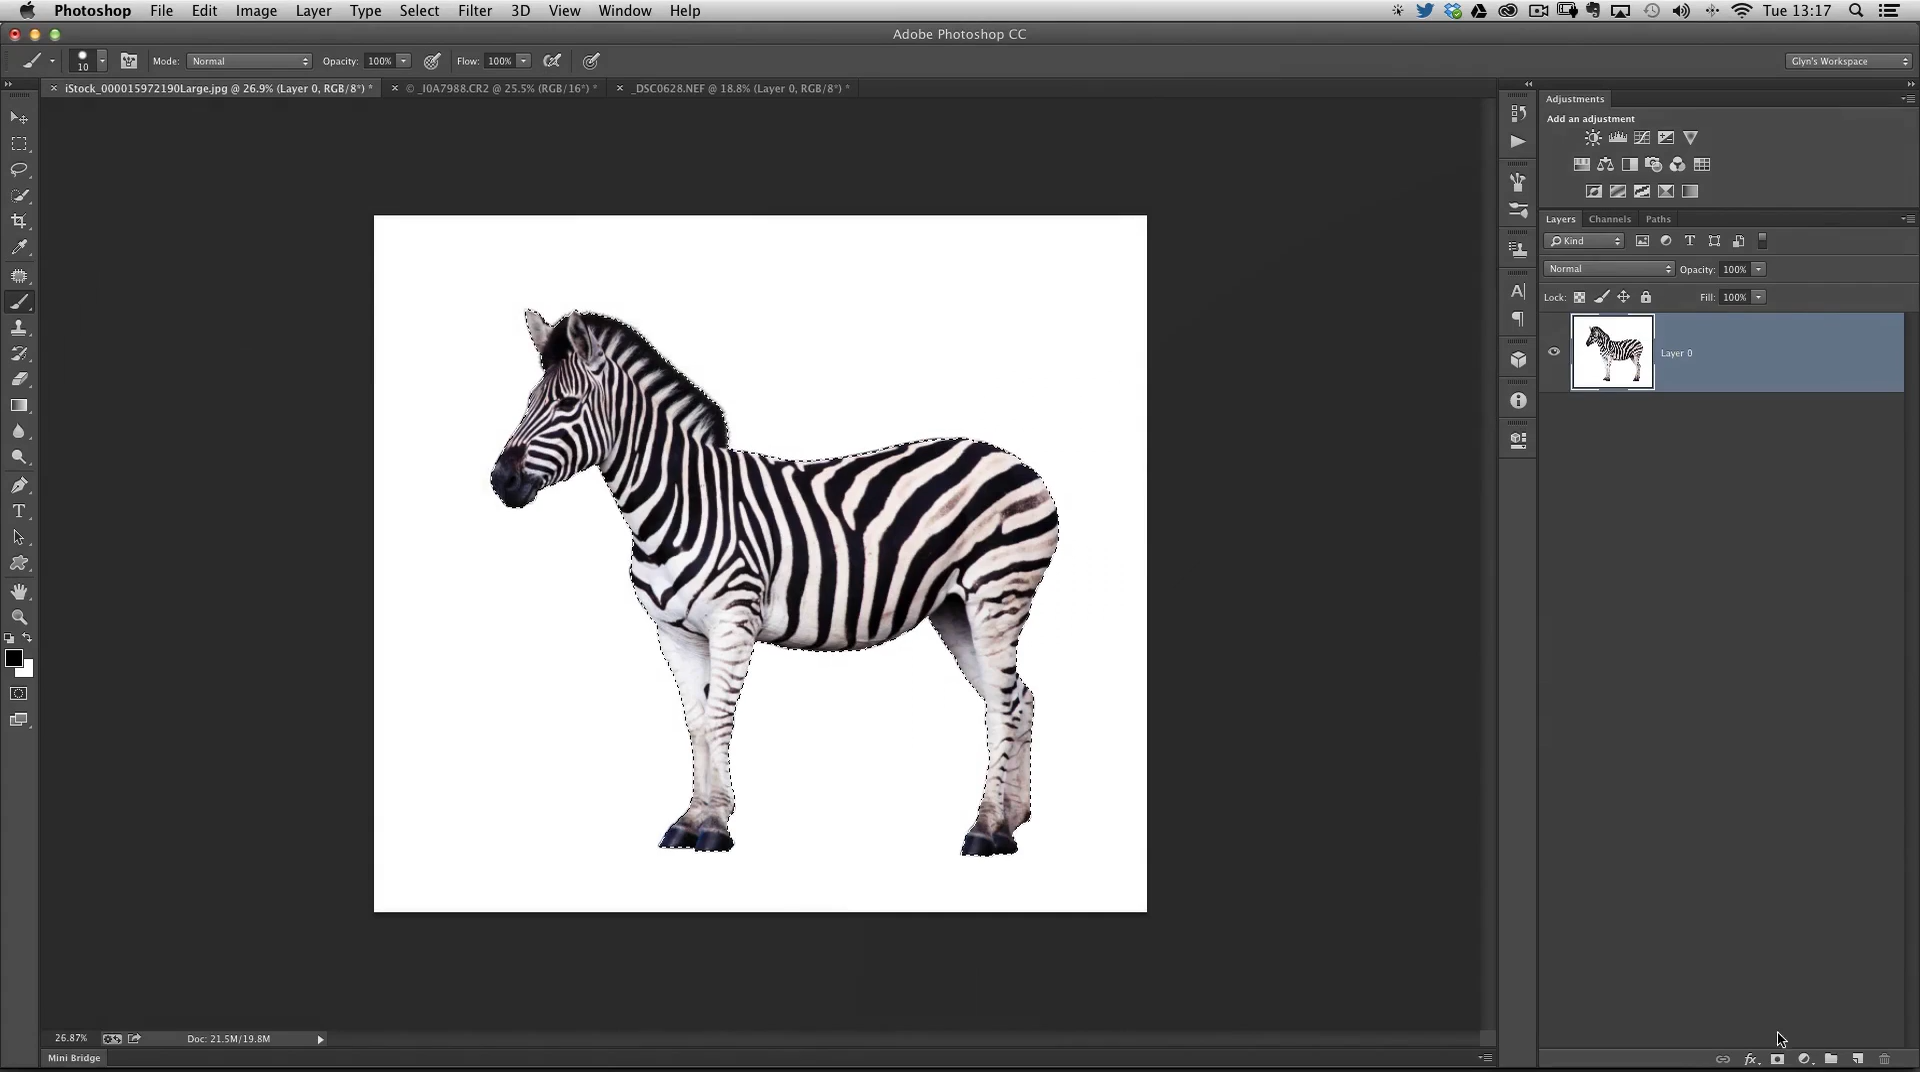 Photoshop File Edit Image Layer Type Select Filter 3D View Window Help Tue 13:17
Adobe Photoshop CC
10 Mode: Normal Opacity: 100% Flow: 100% Glyn's Workspace
iStock_000015972190Large.jpg @ 26.9% (Layer 0, RGB/8*) * © _I0A7988.CR2 @ 25.5% (RGB/16*) * _DSC0628.NEF @ 18.8% (Layer 0, RGB/8*) *
Adjustments
Add an adjustment
Layers Channels Paths
Kind
Normal Opacity: 100%
Lock: Fill: 100%
Layer 0
26.87% Doc: 21.5M/19.8M
Mini Bridge
fx